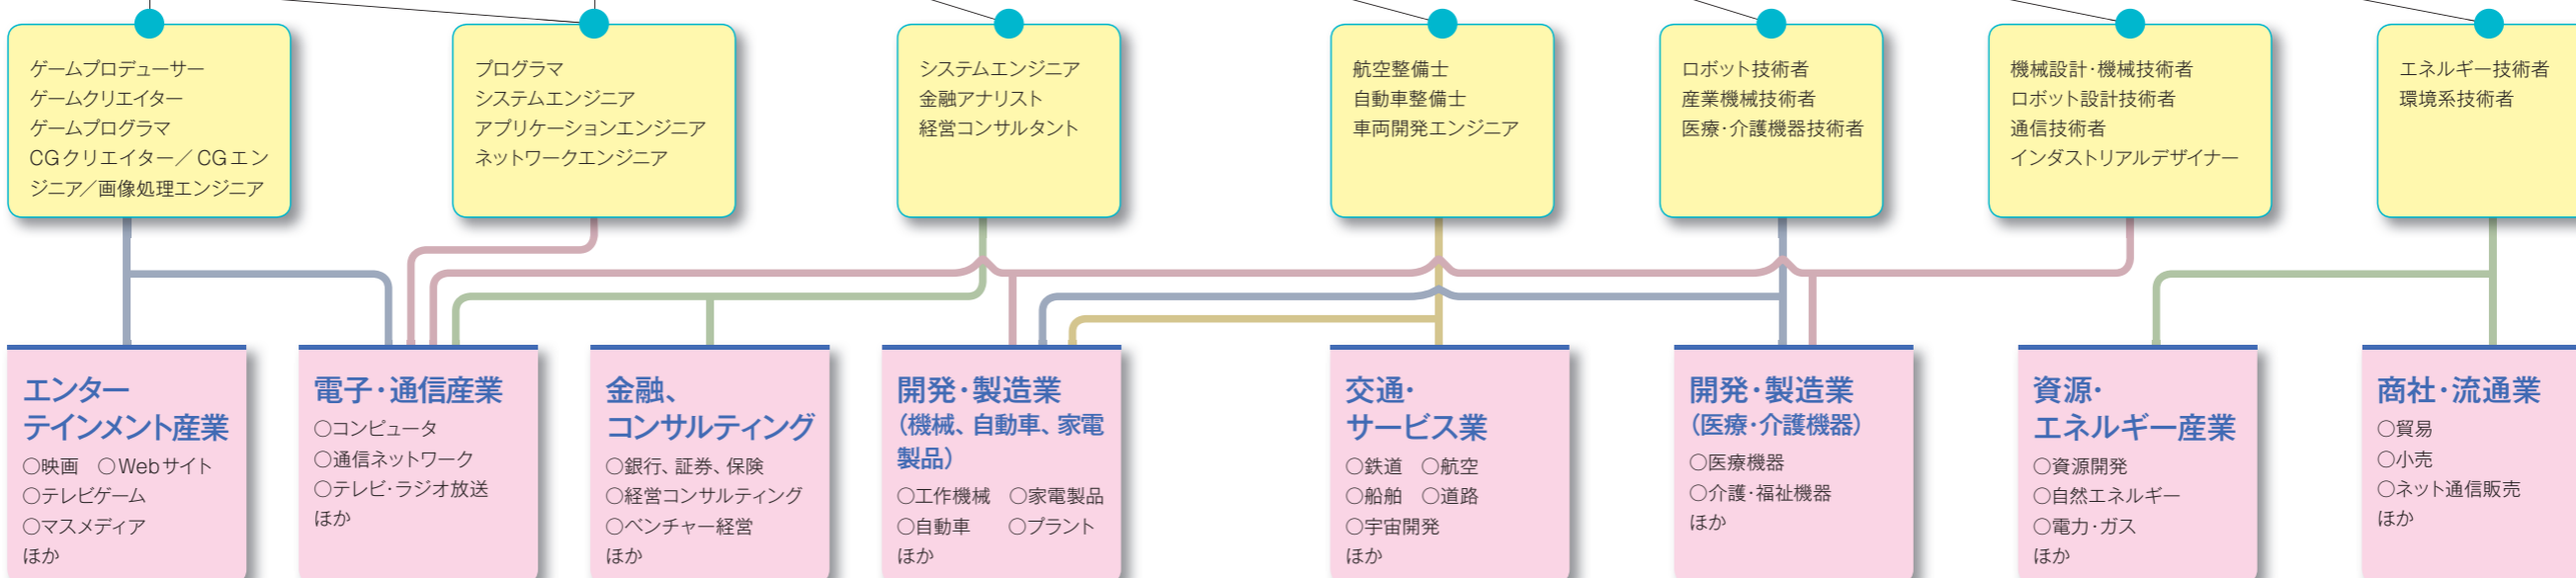 ゲームプロデューサー
ゲームクリエイター
ゲームプログラマ
CGクリエイター／CGエン
ジニア／画像処理エンジニア
プログラマ
システムエンジニア
アプリケーションエンジニア
ネットワークエンジニア
システムエンジニア
金融アナリスト
経営コンサルタント
航空整備士
自動車整備士
車両開発エンジニア
ロボット技術者
産業機械技術者
医療・介護機器技術者
機械設計・機械技術者
ロボット設計技術者
通信技術者
インダストリアルデザイナー
エネルギー技術者
環境系技術者
エンター
テインメント産業
○映画　○Webサイト
○テレビゲーム
○マスメディア
ほか
電子・通信産業
○コンピュータ
○通信ネットワーク
○テレビ・ラジオ放送
ほか
金融、
コンサルティング
○銀行、証券、保険
○経営コンサルティング
○ベンチャー経営
ほか
開発・製造業
（機械、自動車、家電
製品）
○工作機械　○家電製品
○自動車　○プラント
ほか
交通・
サービス業
○鉄道　○航空
○船舶　○道路
○宇宙開発
ほか
開発・製造業
（医療・介護機器）
○医療機器
○介護・福祉機器
ほか
資源・
エネルギー産業
○資源開発
○自然エネルギー
○電力・ガス
ほか
商社・流通業
○貿易
○小売
○ネット通信販売
ほか